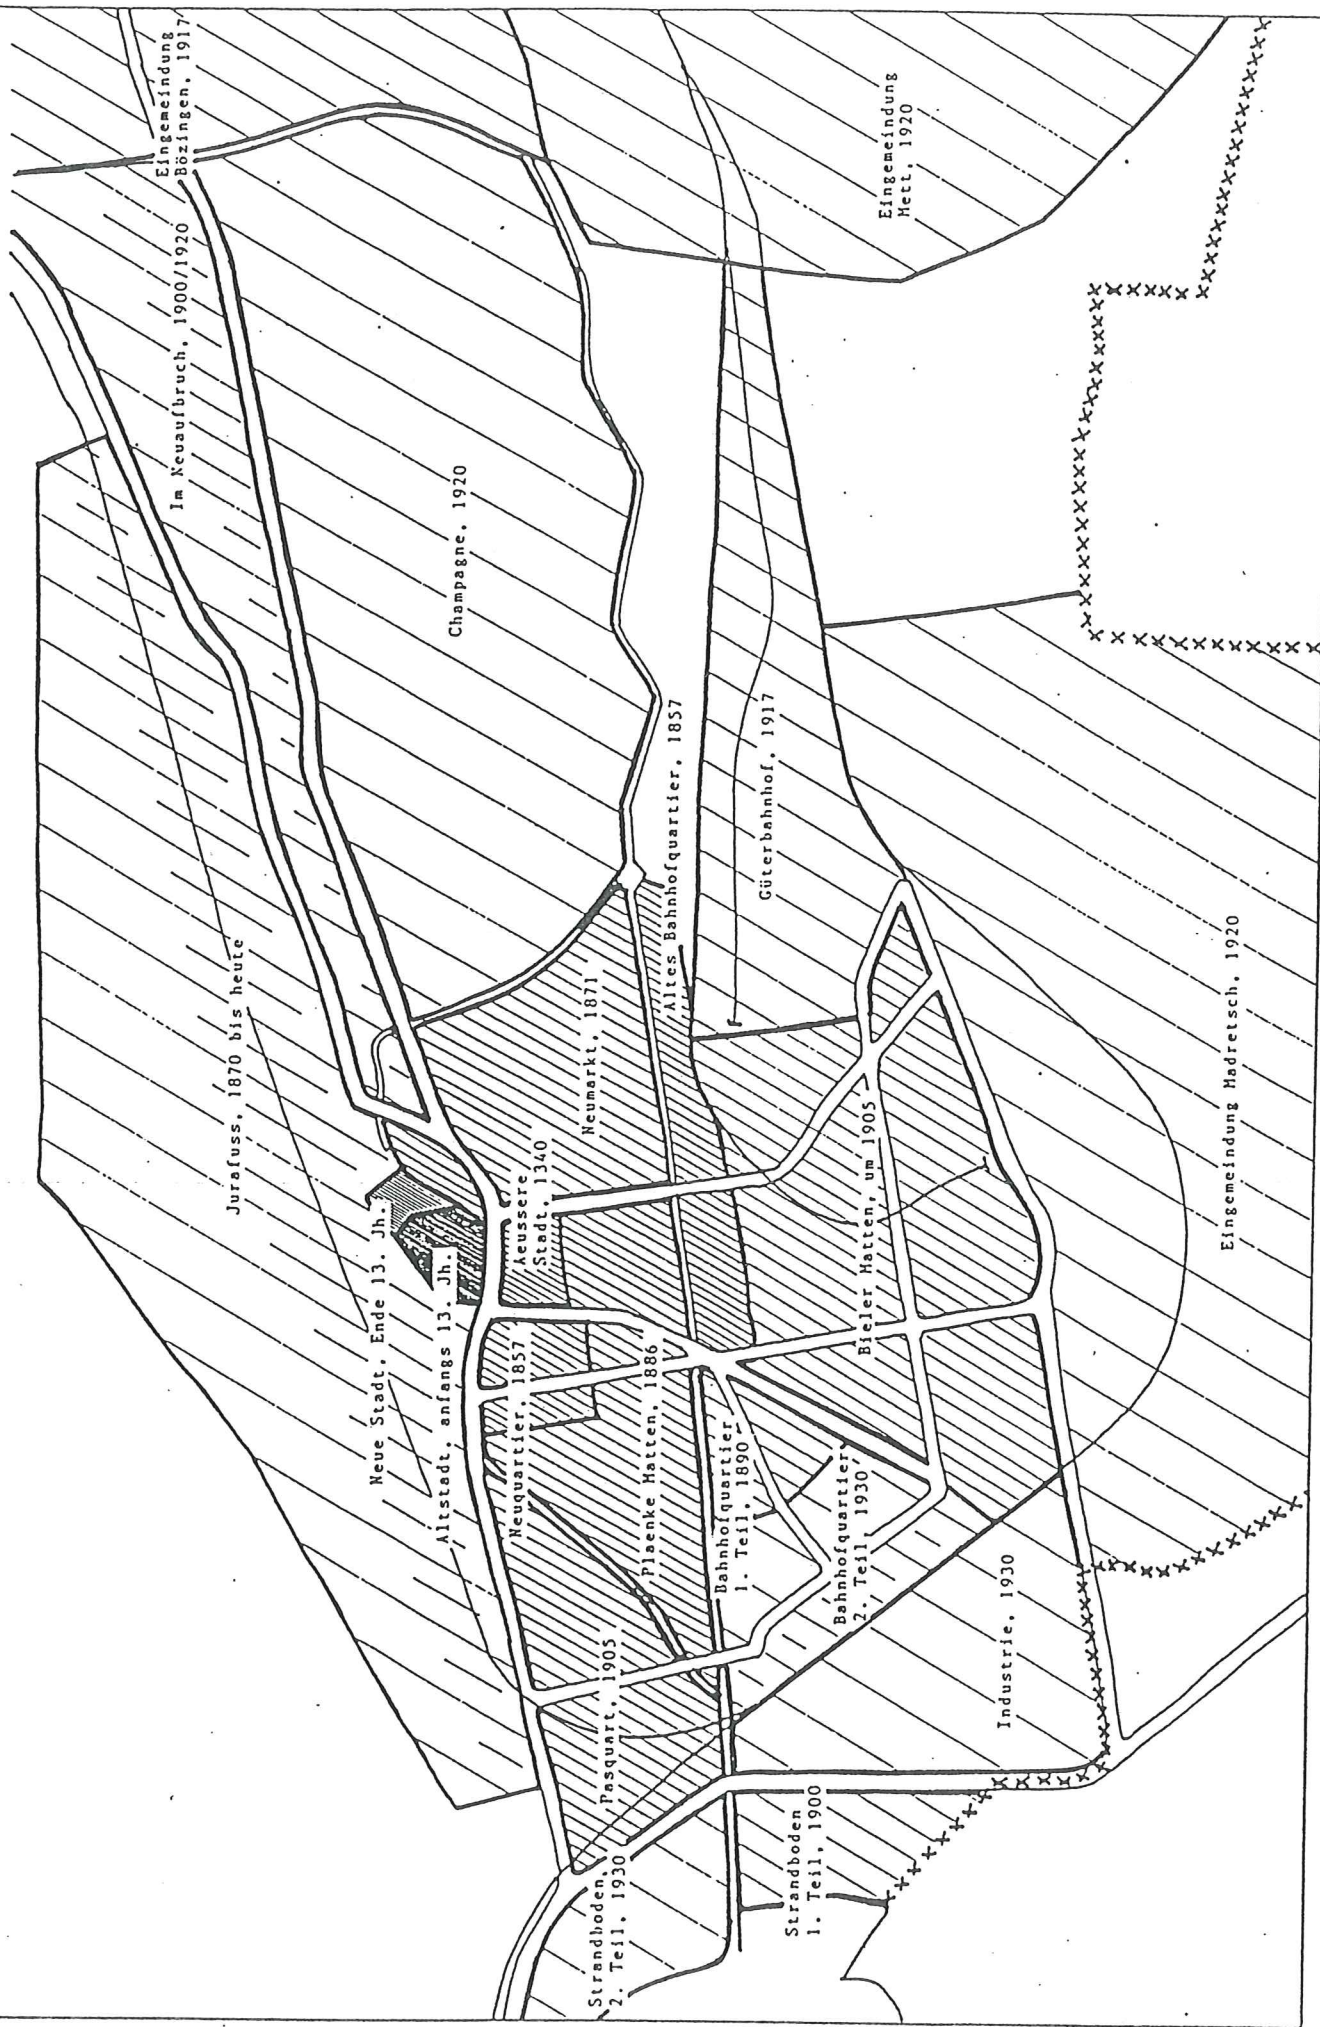 Eingemeindung
Bözingen, 1917
Im Neuaufbruch, 1900/1920
Eingemeindung
Mett, 1920
Champagne, 1920
Jurafuss, 1870 bis heute
Altes Bahnhofquartier, 1857
Güterbahnhof, 1917
Neumarkt, 1871
Neue Stadt, Ende 13. Jh.
Altstadt, anfangs 13. Jh.
Aeussere
Stadt, 1340
Neuquartier, 1857
Plaenke Matten, 1886
Bahnhofquartier
1. Teil, 1890
Bieler Matten, um 1905
Bahnhofquartier
2. Teil, 1930
Eingemeindung Madretsch, 1920
Pasquart, 1905
Industrie, 1930
Strandboden,
2. Teil, 1930
Strandboden
1. Teil, 1900